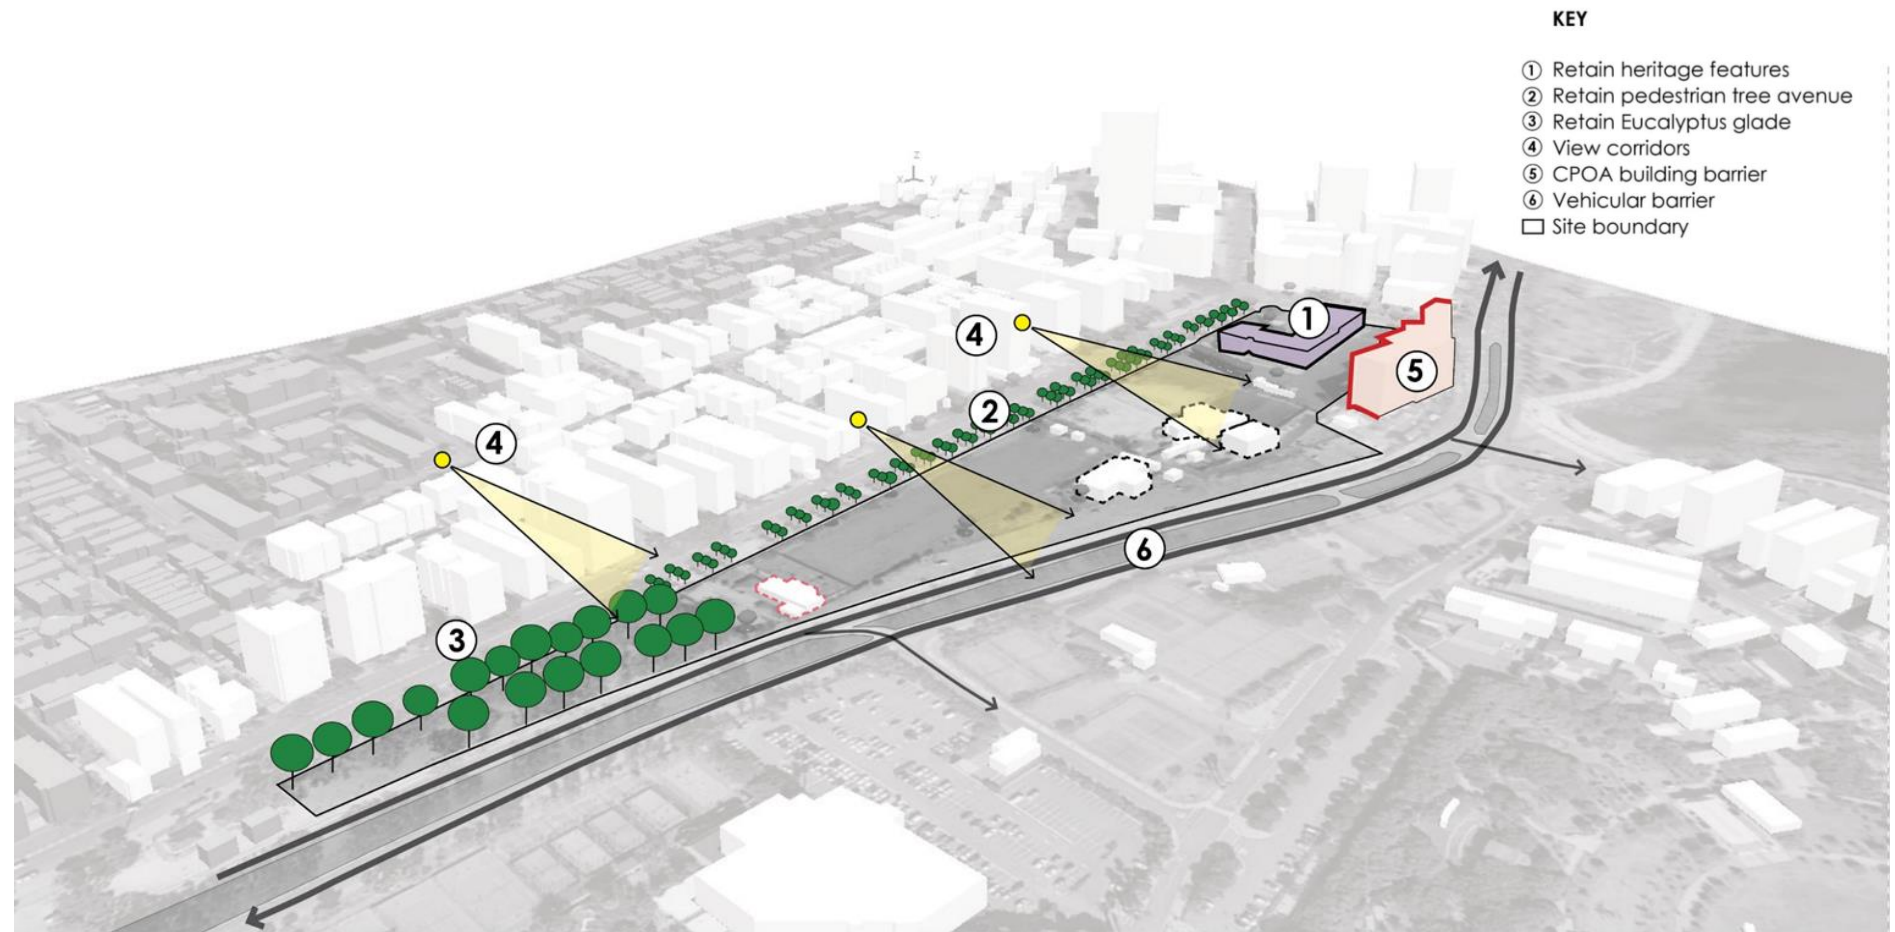 KEY
① Retain heritage features
② Retain pedestrian tree avenue
③ Retain Eucalyptus glade
④ View corridors
⑤ CPOA building barrier
⑥ Vehicular barrier
Site boundary
z
x y
1
4
5
2
4
6
3